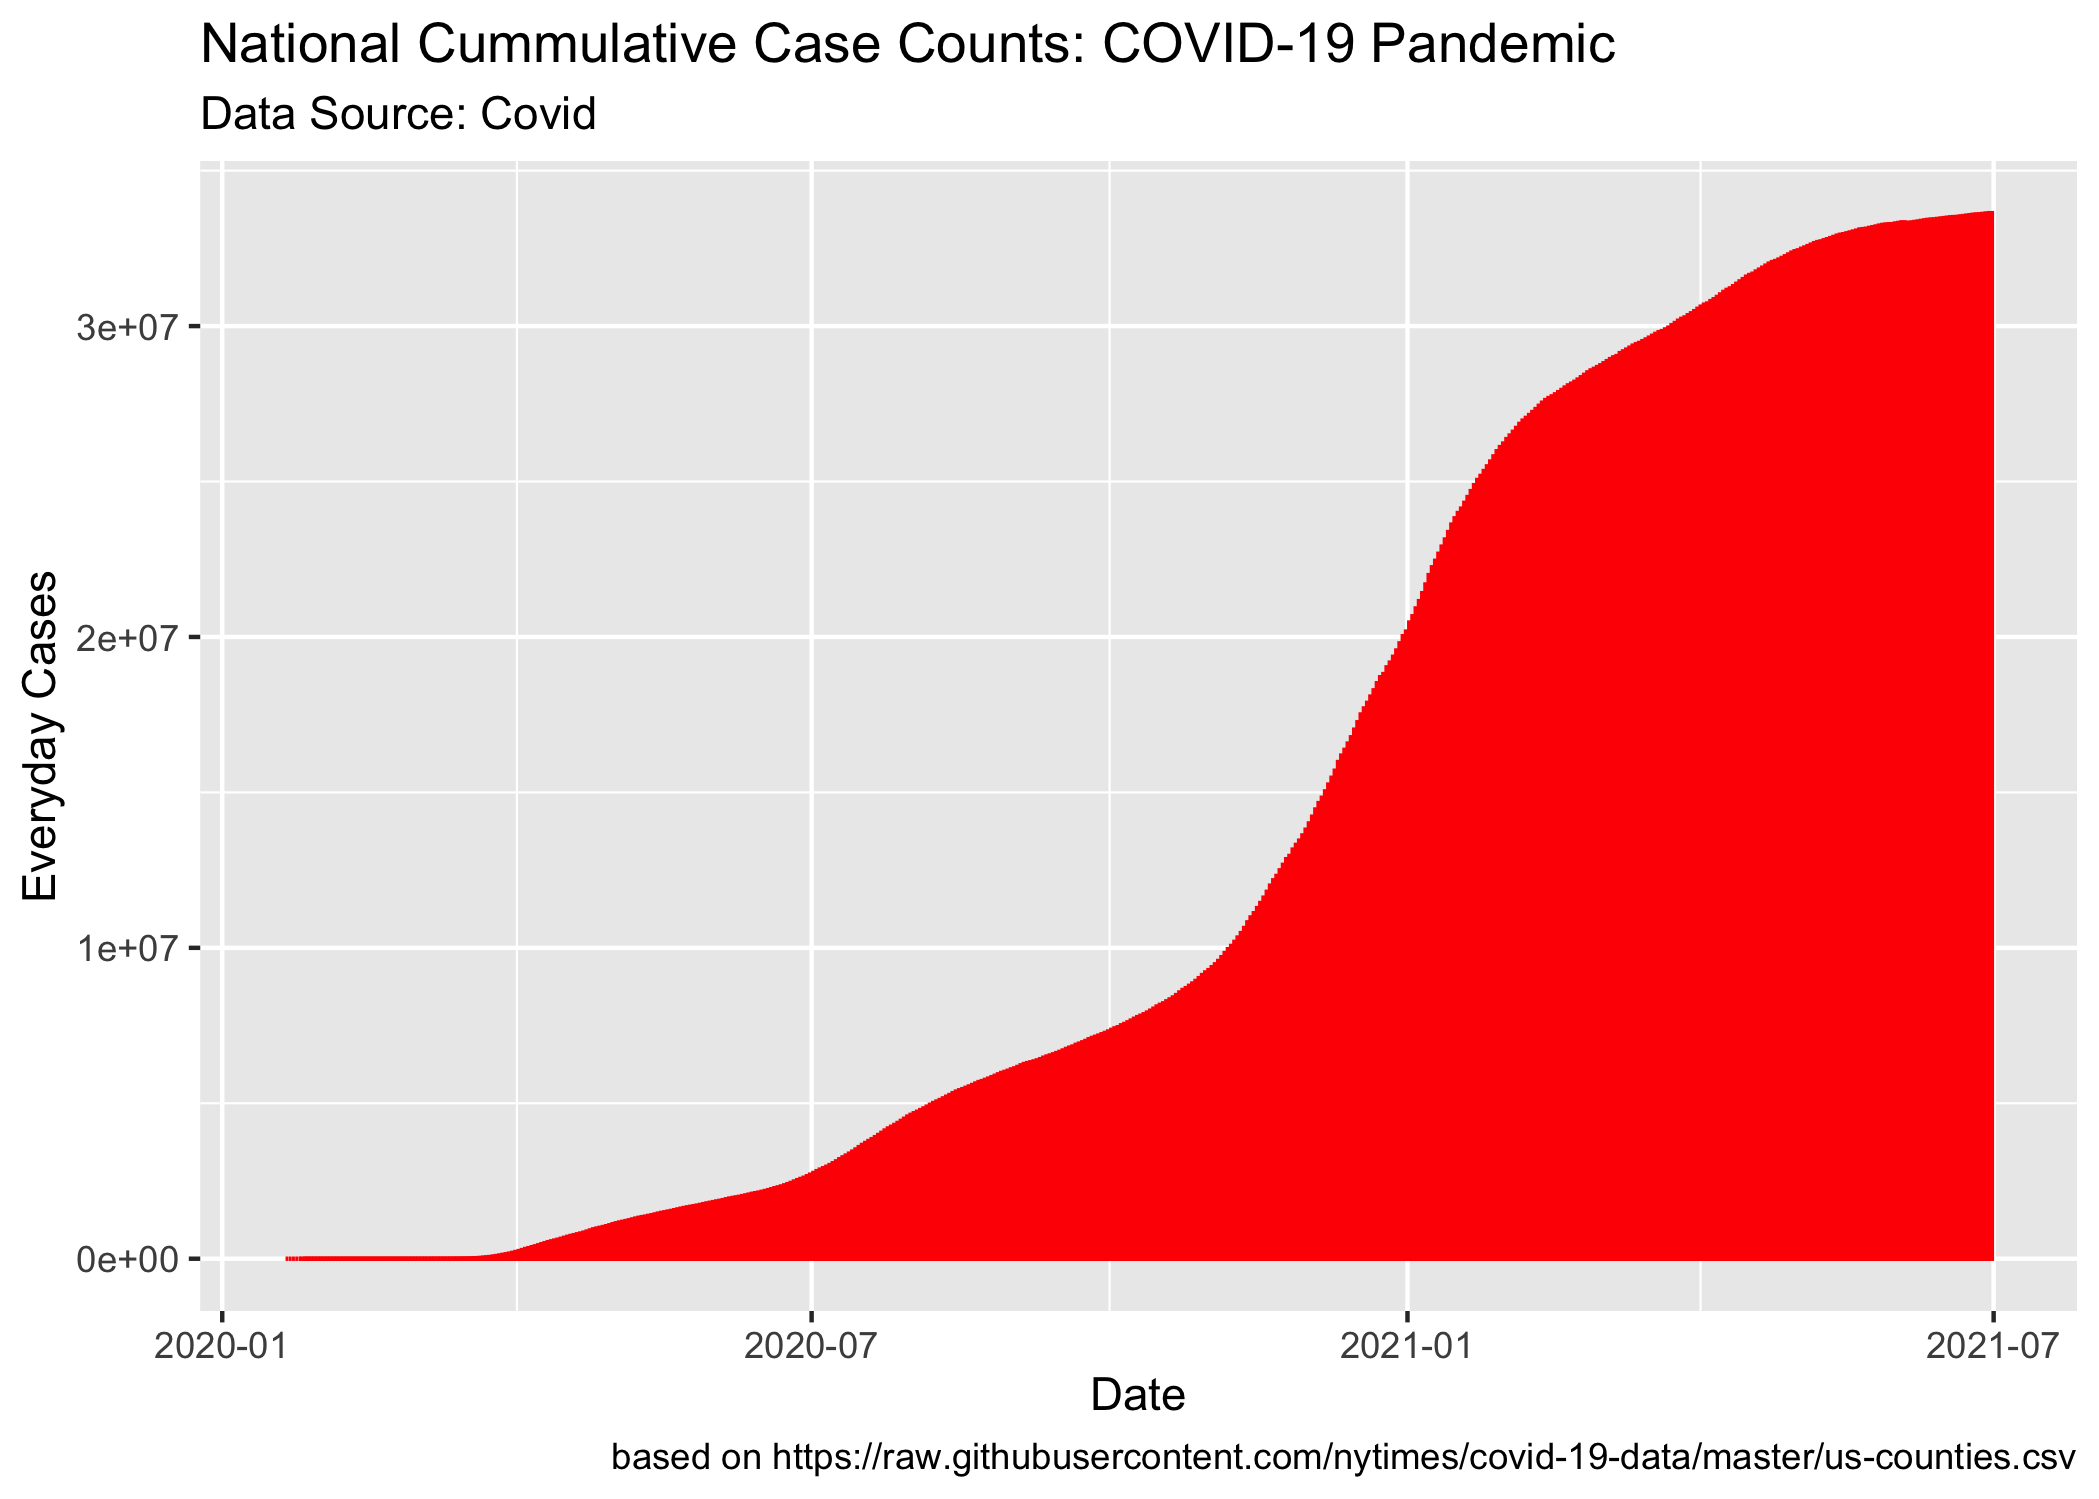 National Cummulative Case Counts: COVID-19 Pandemic
Data Source: Covid
Everyday Cases
3e+07
2e+07
1e+07
0e+00
2020-01 2020-07 2021-01 2021-07
Date
based on https://raw.githubusercontent.com/nytimes/covid-19-data/master/us-counties.csv